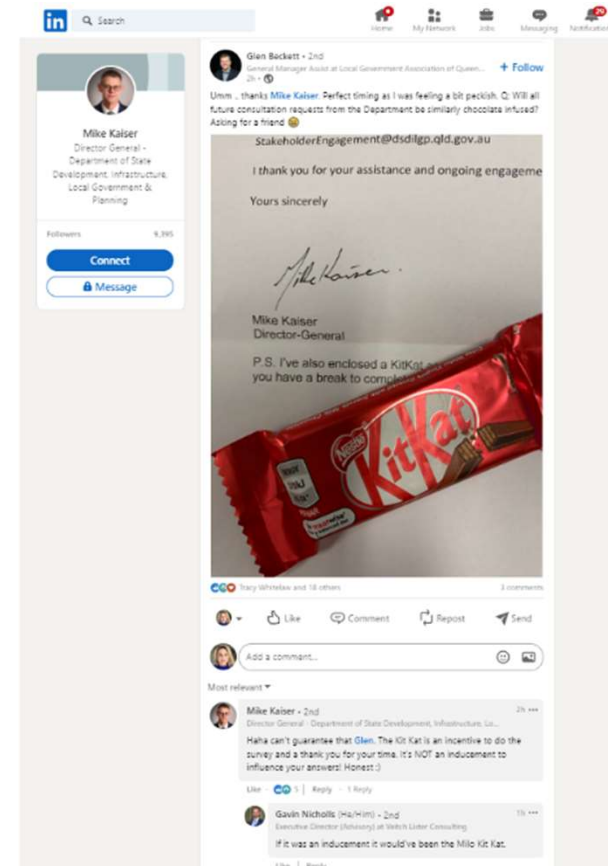 in
Search
Home
My Network
Jobs
Messaging
Notifications
Mike Kaiser
Director General -
Department of State
Development, Infrastructure,
Local Government &
Planning
Followers 9,395
Connect
Message
Glen Beckett • 2nd
General Manager Assist at Local Government Association of Queen...
2h •
+ Follow
Umm .. thanks Mike Kaiser. Perfect timing as I was feeling a bit peckish. Q: Will all
future consultation requests from the Department be similarly chocolate infused?
Asking for a friend
StakeholderEngagement@dsdilgp.qld.gov.au
I thank you for your assistance and ongoing engageme
Yours sincerely
Mike Kaiser.
Mike Kaiser
Director-General
P.S. I've also enclosed a KitKat
you have a break to comple
Nestlé
KitKat
Tracy Whitelaw and 18 others
3 comments
Like
Comment
Repost
Send
Add a comment...
Most relevant
Mike Kaiser • 2nd
2h
Director General - Department of State Development, Infrastructure, Lo...
Haha can't guarantee that Glen. The Kit Kat is an incentive to do the
survey and a thank you for your time. It's NOT an inducement to
influence your answers! Honest :)
Like • 5 | Reply • 1 Reply
Gavin Nicholls (He/Him) • 2nd
1h
Executive Director (Advisory) at Veitch Lister Consulting
If it was an inducement it would've been the Milo Kit Kat.
Like | Reply